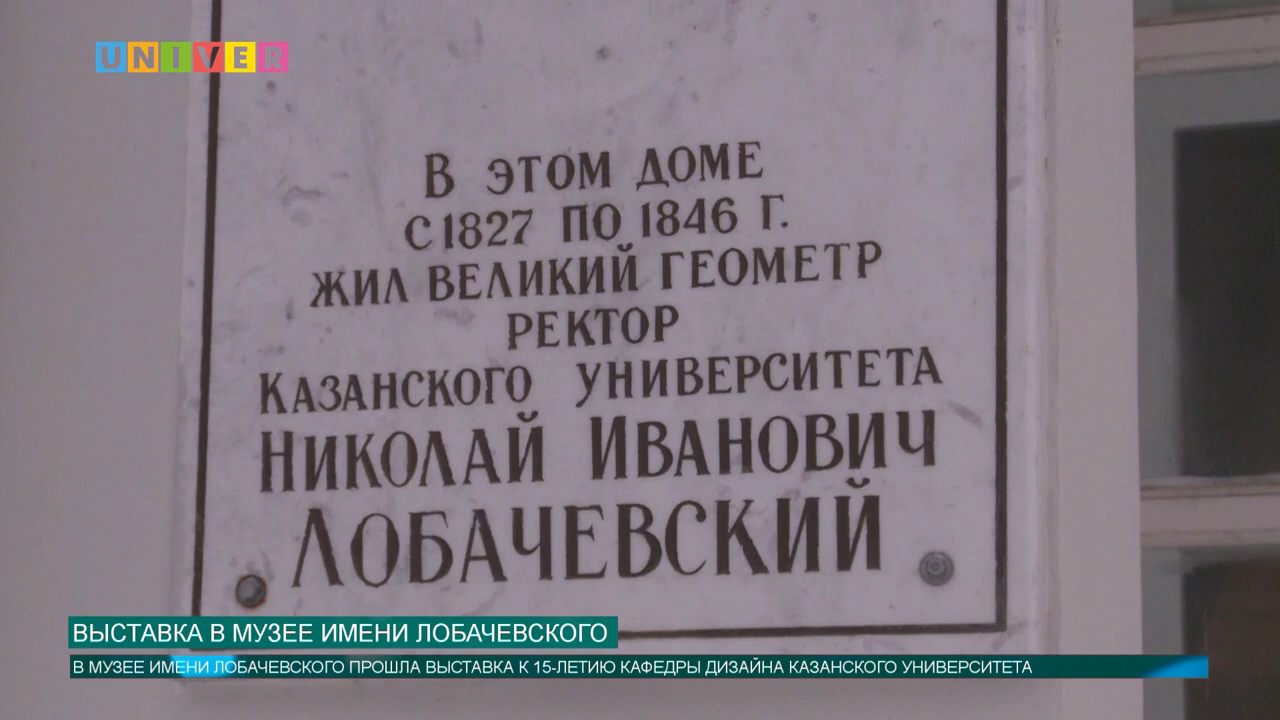 UNIVER
В ЭТОМ ДОМЕ
С 1827 ПО 1846 Г.
ЖИЛ ВЕЛИКИЙ ГЕОМЕТР
РЕКТОР
КАЗАНСКОГО УНИВЕРСИТЕТА
НИКОЛАЙ ИВАНОВИЧ
ЛОБАЧЕВСКИЙ
ВЫСТАВКА В МУЗЕЕ ИМЕНИ ЛОБАЧЕВСКОГО
В МУЗЕЕ ИМЕНИ ЛОБАЧЕВСКОГО ПРОШЛА ВЫСТАВКА К 15-ЛЕТИЮ КАФЕДРЫ ДИЗАЙНА КАЗАНСКОГО УНИВЕРСИТЕТА